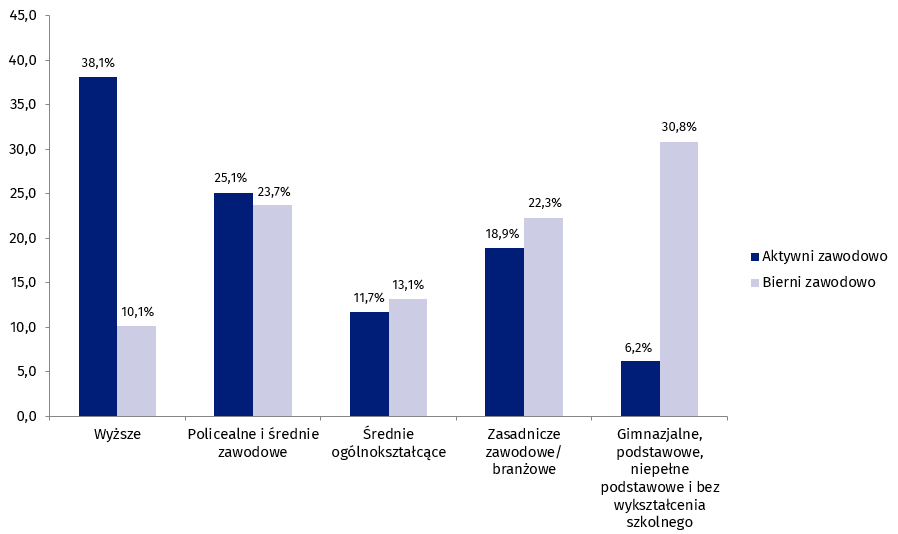 45,0
40,0
35,0
30,0
25,0
20,0
15,0
10,0
5,0
0,0
38,1%
10,1%
25,1%
23,7%
11,7%
13,1%
18,9%
22,3%
6,2%
30,8%
Wyższe
Policealne i średnie
zawodowe
Średnie
ogólnokształcące
Zasadnicze
zawodowe/
branżowe
Gimnazjalne,
podstawowe,
niepełne
podstawowe i bez
wykształcenia
szkolnego
Aktywni zawodowo
Bierni zawodowo